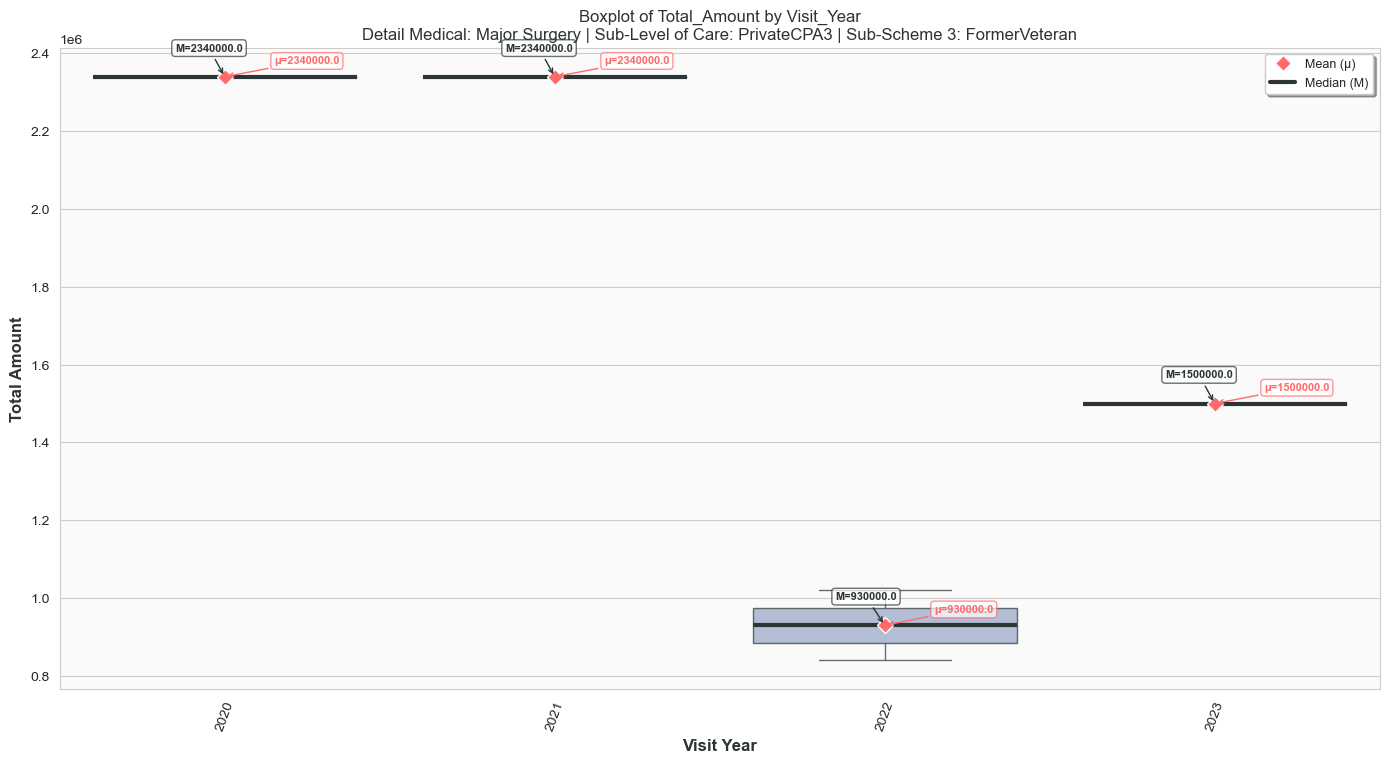 Boxplot of Total_Amount by Visit_Year
Detail Medical: Major Surgery | Sub-Level of Care: PrivateCPA3 | Sub-Scheme 3: FormerVeteran
1e6
2.4
2.2
2.0
1.8
1.6
1.4
1.2
1.0
0.8
Total Amount
M=2340000.0
μ=2340000.0
M=2340000.0
μ=2340000.0
M=930000.0
μ=930000.0
M=1500000.0
μ=1500000.0
Mean (μ)
Median (M)
2020
2021
2022
2023
Visit Year